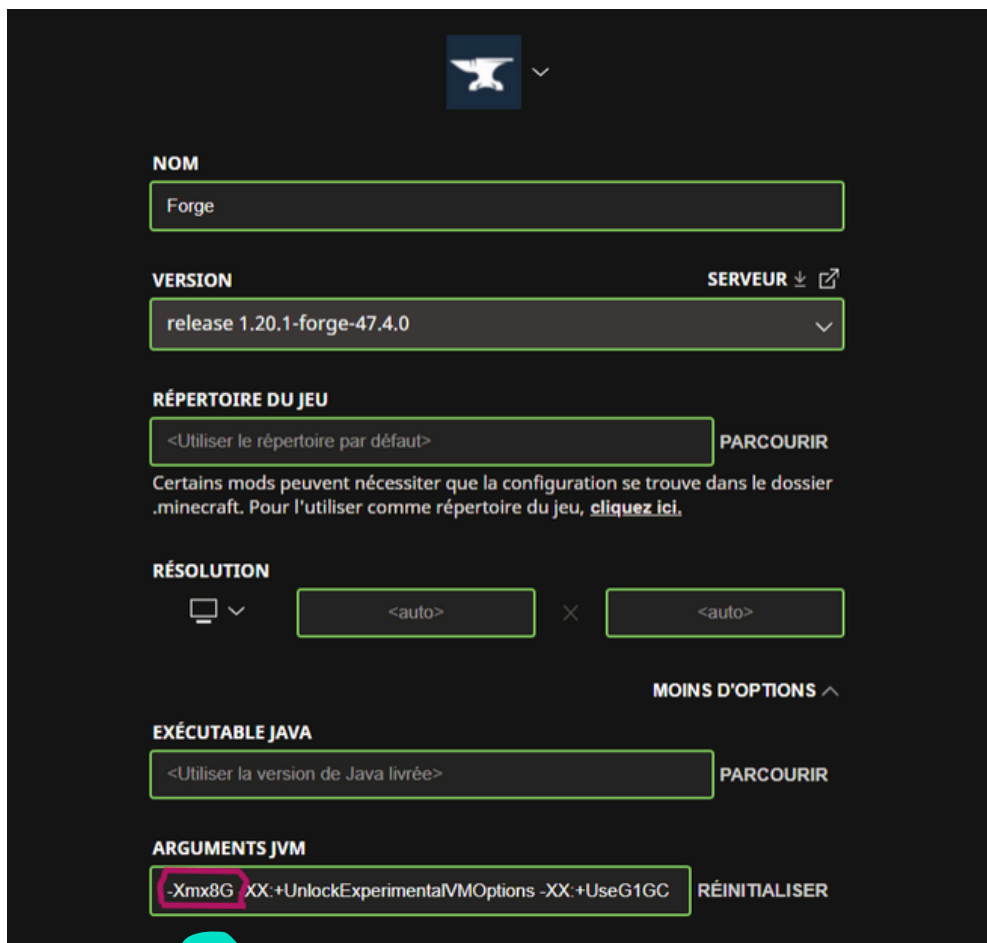 NOM
Forge
VERSION SERVEUR
release 1.20.1-forge-47.4.0
RÉPERTOIRE DU JEU
<Utiliser le répertoire par défaut> PARCOURIR
Certains mods peuvent nécessiter que la configuration se trouve dans le dossier
.minecraft. Pour l'utiliser comme répertoire du jeu, cliquez ici.
RÉSOLUTION
<auto> <auto>
MOINS D'OPTIONS
EXÉCUTABLE JAVA
<Utiliser la version de Java livrée> PARCOURIR
ARGUMENTS JVM
-Xmx8G XX:+UnlockExperimentalVMOptions -XX:+UseG1GC RÉINITIALISER